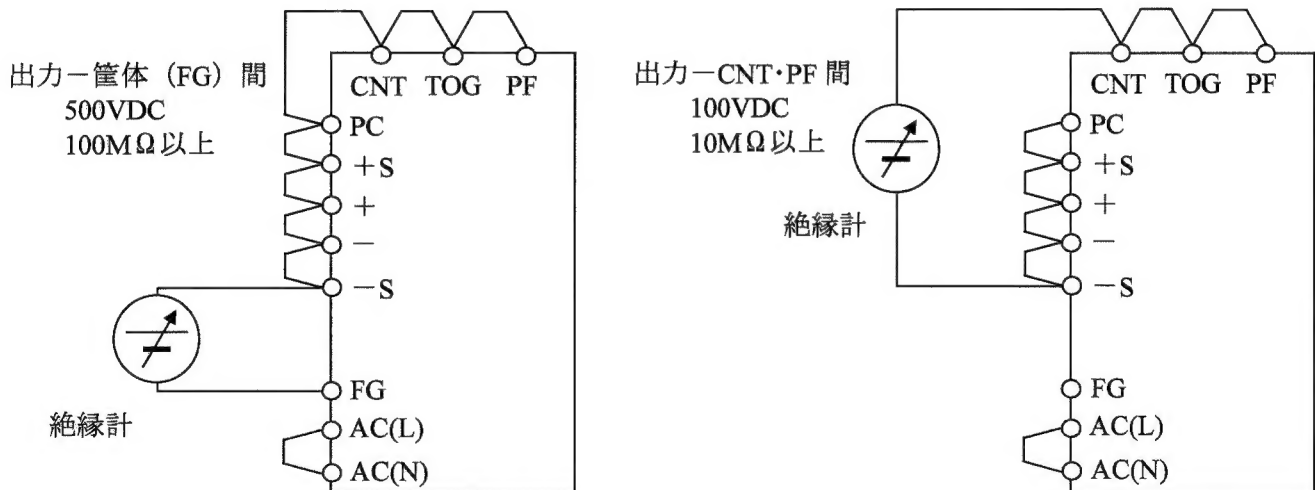 出力－筐体（FG）間
500VDC
100MΩ以上
CNT TOG PF
PC
＋S
＋
－
－S
FG
AC(L)
AC(N)
絶縁計
出力－CNT･PF 間
100VDC
10MΩ以上
絶縁計
CNT TOG PF
PC
＋S
＋
－
－S
FG
AC(L)
AC(N)